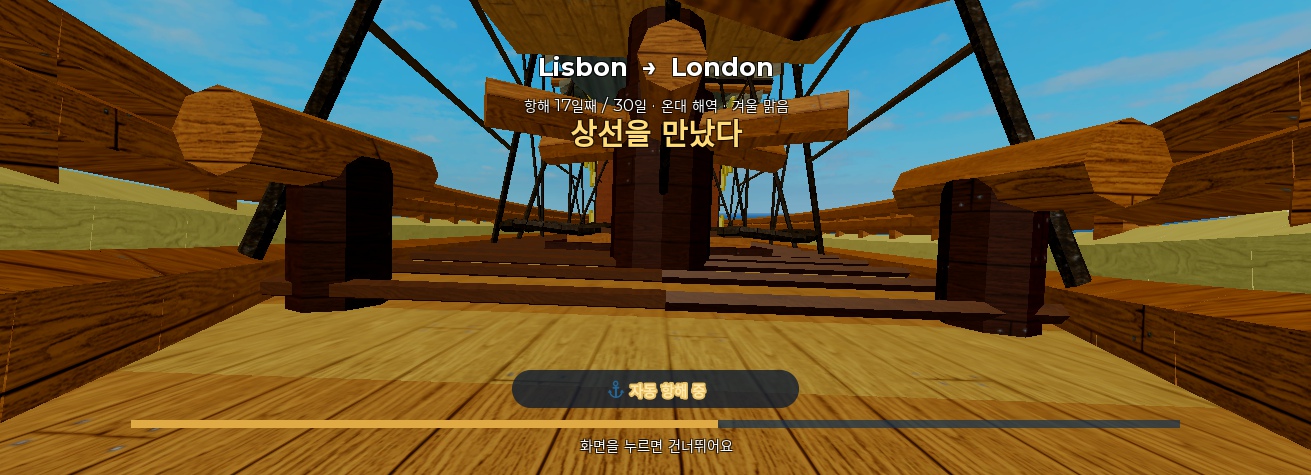 Lisbon → London
항해 17일째 / 30일 · 온대 해역 · 겨울 맑음
상선을 만났다
⚓ 자동 항해 중
화면을 누르면 건너뛰어요